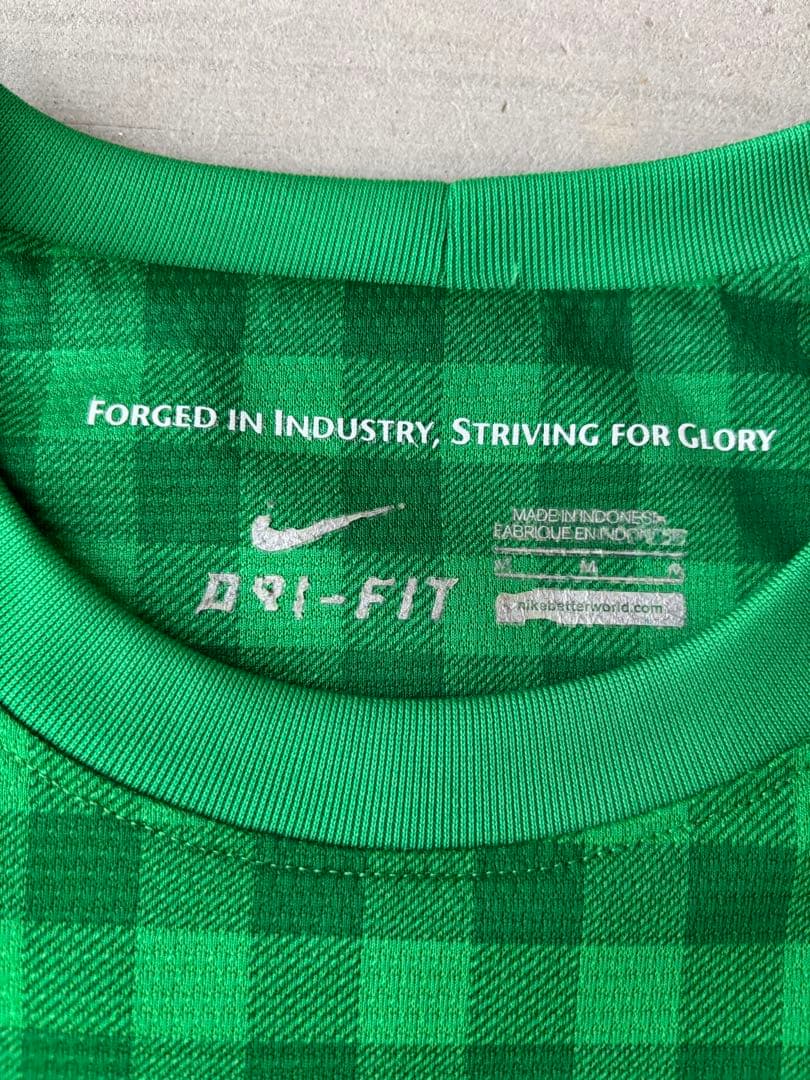 FORGED IN INDUSTRY, STRIVING FOR GLORY
DRI-FIT
MADE IN INDONESIA
FABRIQUE EN INDONESIE
M
nikebetterworld.com